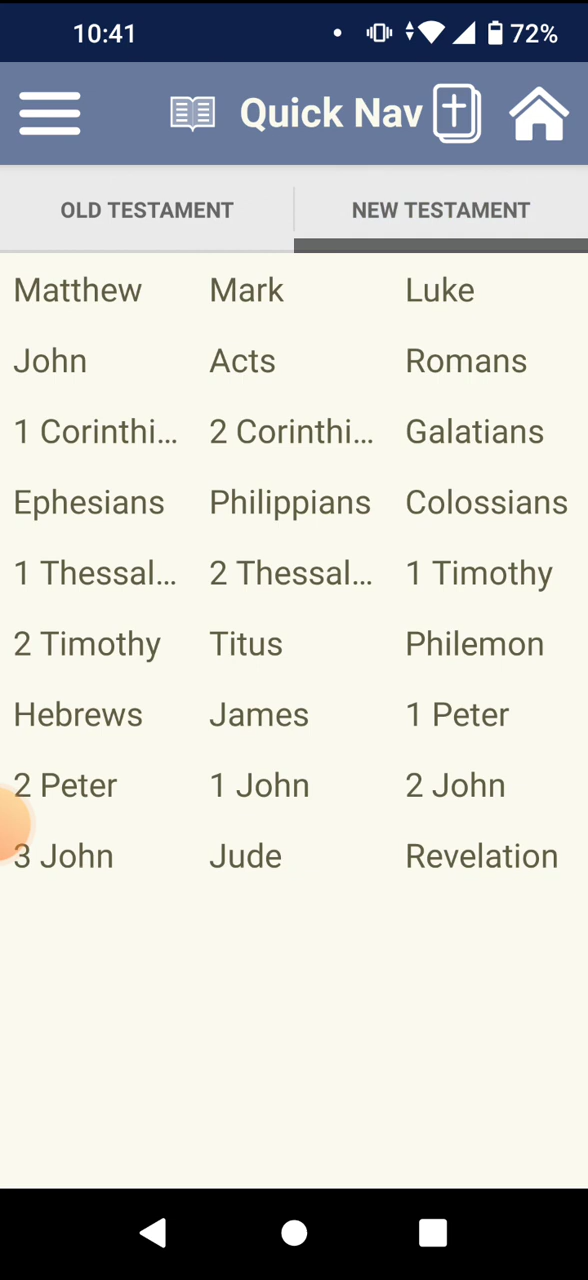 10:41 72%
Quick Nav
OLD TESTAMENT NEW TESTAMENT
Matthew Mark Luke
John Acts Romans
1 Corinthi... 2 Corinthi... Galatians
Ephesians Philippians Colossians
1 Thessal... 2 Thessal... 1 Timothy
2 Timothy Titus Philemon
Hebrews James 1 Peter
2 Peter 1 John 2 John
3 John Jude Revelation